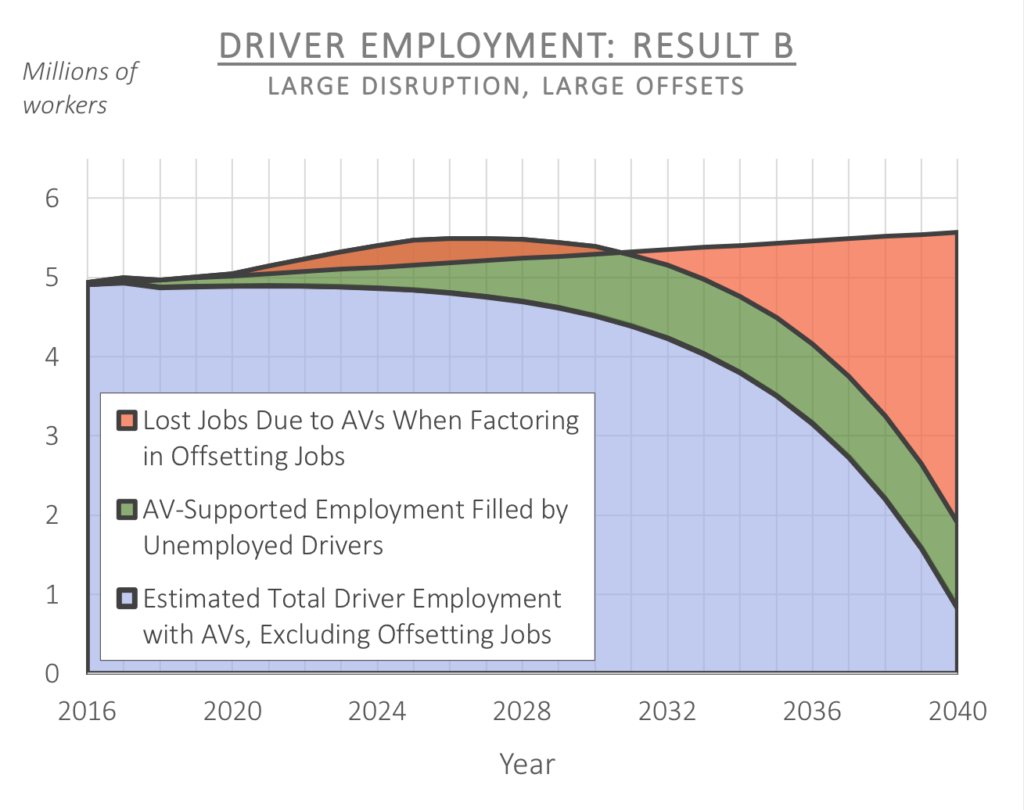 DRIVER EMPLOYMENT: RESULT B
LARGE DISRUPTION, LARGE OFFSETS
Millions of
workers
6
5
4
3
2
1
0
Lost Jobs Due to AVs When Factoring
in Offsetting Jobs
AV-Supported Employment Filled by
Unemployed Drivers
Estimated Total Driver Employment
with AVs, Excluding Offsetting Jobs
2016 2020 2024 2028 2032 2036 2040
Year